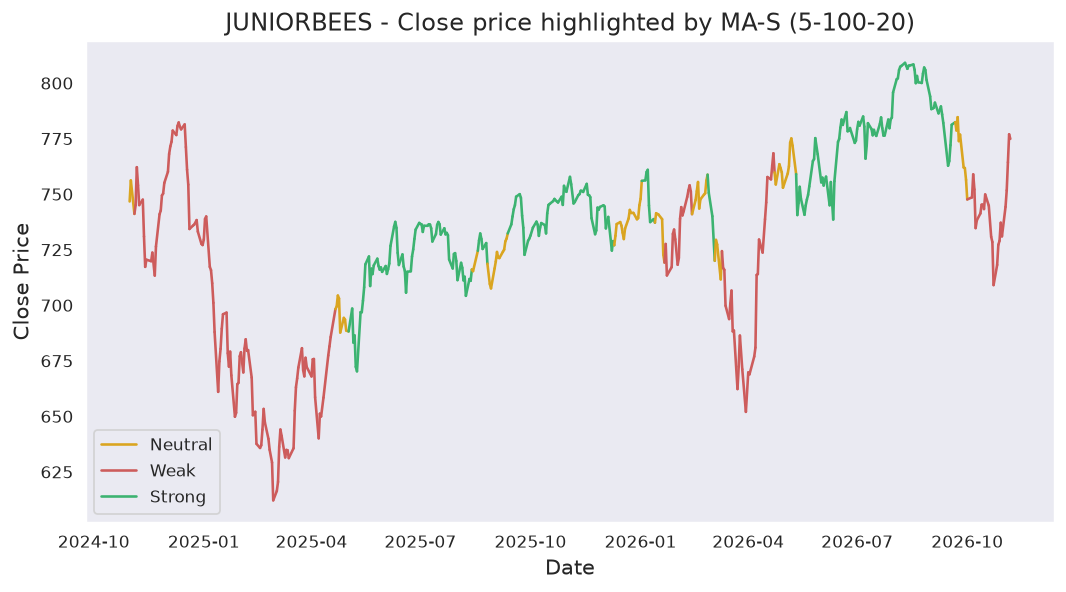 JUNIORBEES - Close price highlighted by MA-S (5-100-20)
Close Price
800
775
750
725
700
675
650
625
Neutral
Weak
Strong
2024-10 2025-01 2025-04 2025-07 2025-10 2026-01 2026-04 2026-07 2026-10
Date